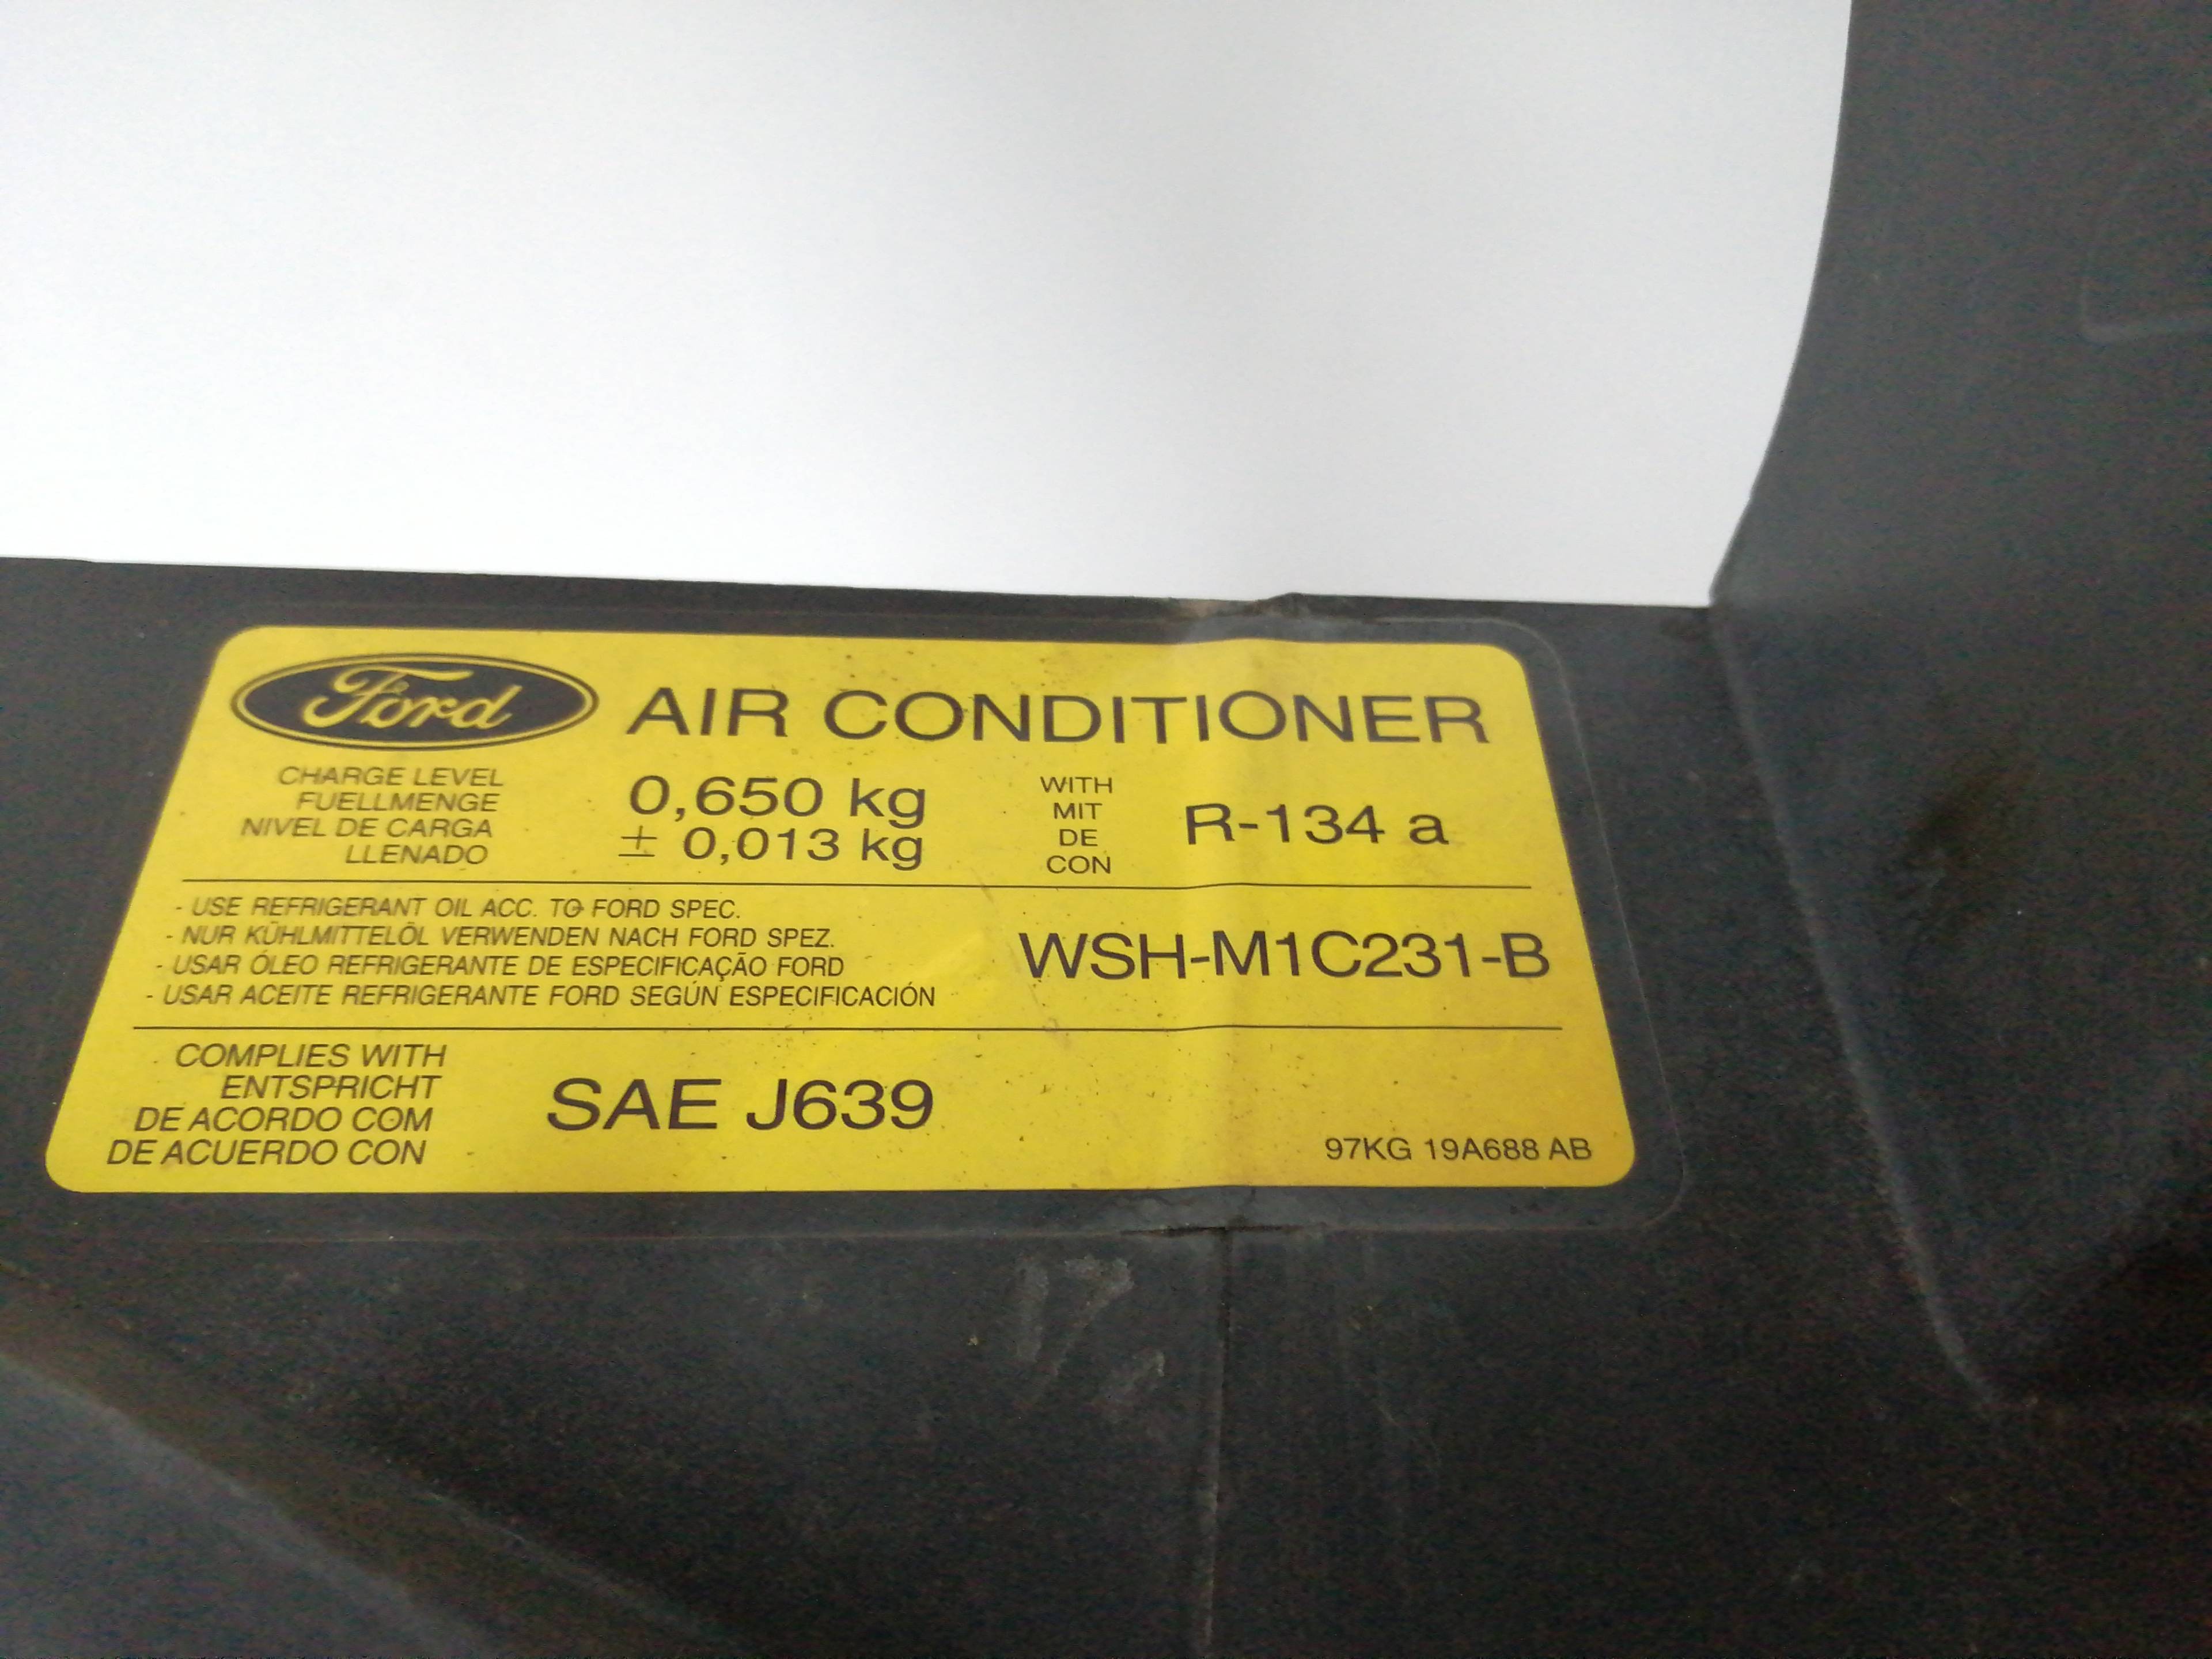 Ford AIR CONDITIONER
CHARGE LEVEL
FUELLMENGE
NIVEL DE CARGA
LLENADO
0,650 kg
± 0,013 kg
WITH
MIT
DE
CON
R-134 a
- USE REFRIGERANT OIL ACC. TO FORD SPEC.
- NUR KÜHLMITTELÖL VERWENDEN NACH FORD SPEZ.
- USAR ÓLEO REFRIGERANTE DE ESPECIFICAÇÃO FORD
- USAR ACEITE REFRIGERANTE FORD SEGÚN ESPECIFICACIÓN
WSH-M1C231-B
COMPLIES WITH
ENTSPRICHT
DE ACORDO COM
DE ACUERDO CON
SAE J639
97KG 19A688 AB